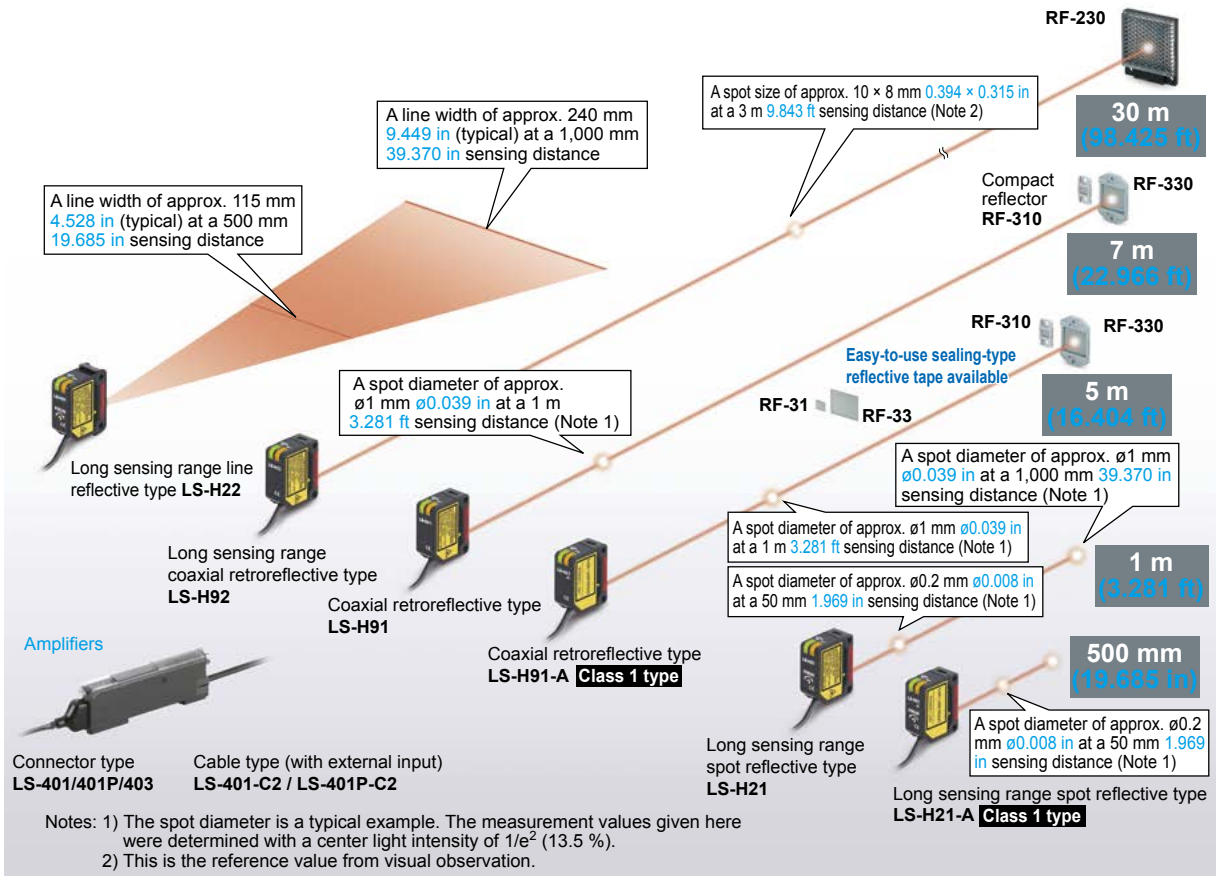 RF-230
A spot size of approx. 10 × 8 mm 0.394 × 0.315 in
at a 3 m 9.843 ft sensing distance (Note 2)
30 m
(98.425 ft)
A line width of approx. 240 mm
9.449 in (typical) at a 1,000 mm
39.370 in sensing distance
A line width of approx. 115 mm
4.528 in (typical) at a 500 mm
19.685 in sensing distance
Compact
reflector
RF-310
RF-330
7 m
(22.966 ft)
RF-310
RF-330
Easy-to-use sealing-type
reflective tape available
RF-31
RF-33
5 m
(16.404 ft)
A spot diameter of approx.
ø1 mm ø0.039 in at a 1 m
3.281 ft sensing distance (Note 1)
A spot diameter of approx. ø1 mm
ø0.039 in at a 1,000 mm 39.370 in
sensing distance (Note 1)
Long sensing range line
reflective type LS-H22
A spot diameter of approx. ø1 mm ø0.039 in
at a 1 m 3.281 ft sensing distance (Note 1)
A spot diameter of approx. ø0.2 mm ø0.008 in
at a 50 mm 1.969 in sensing distance (Note 1)
1 m
(3.281 ft)
Long sensing range
coaxial retroreflective type
LS-H92
Coaxial retroreflective type
LS-H91
Coaxial retroreflective type
LS-H91-A Class 1 type
500 mm
(19.685 in)
Amplifiers
A spot diameter of approx. ø0.2
mm ø0.008 in at a 50 mm 1.969
in sensing distance (Note 1)
Connector type
LS-401/401P/403
Cable type (with external input)
LS-401-C2 / LS-401P-C2
Long sensing range
spot reflective type
LS-H21
Long sensing range spot reflective type
LS-H21-A Class 1 type
Notes: 1) The spot diameter is a typical example. The measurement values given here
were determined with a center light intensity of 1/e² (13.5 %).
2) This is the reference value from visual observation.